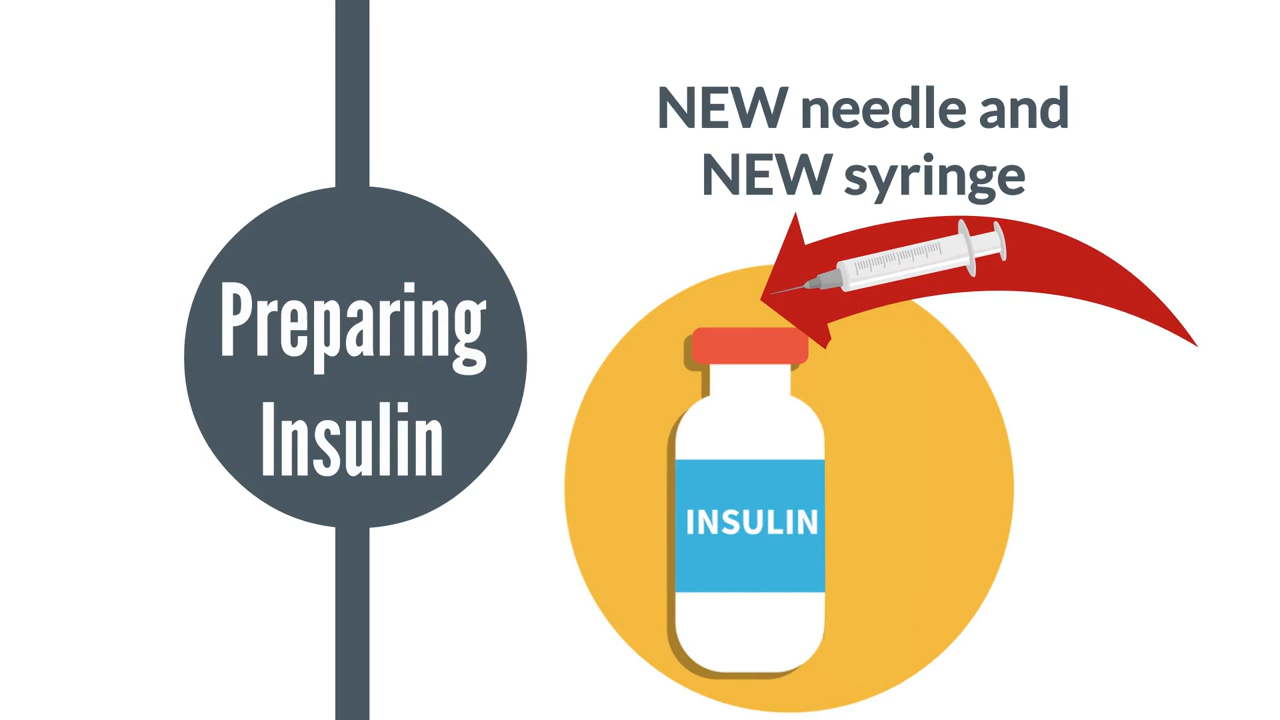 Preparing
Insulin
NEW needle and
NEW syringe
INSULIN